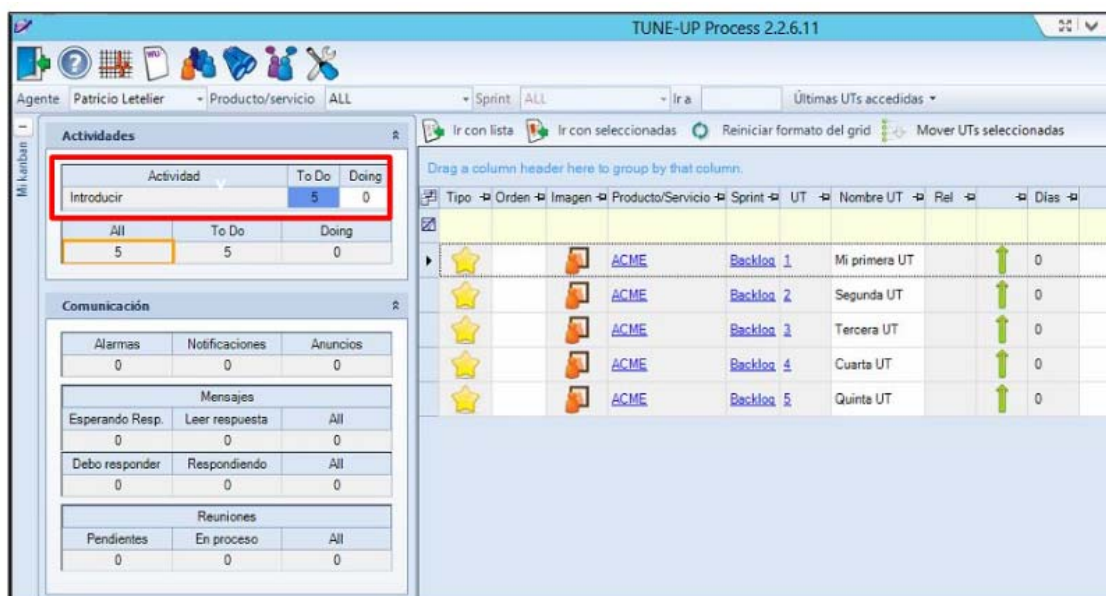 TUNE-UP Process 2.2.6.11
WU
Agente Patricio Letelier Producto/servicio ALL Sprint ALL Ir a Últimas UTs accedidas
Mi kanban
Actividades
Actividad To Do Doing
Introducir 5 0
All To Do Doing
5 5 0
Comunicación
Alarmas Notificaciones Anuncios
0 0 0
Mensajes
Esperando Resp. Leer respuesta All
0 0 0
Debo responder Respondiendo All
0 0 0
Reuniones
Pendientes En proceso All
0 0 0
Ir con lista Ir con seleccionadas Reiniciar formato del grid Mover UTs seleccionadas
Drag a column header here to group by that column.
Tipo Orden Imagen Producto/Servicio Sprint UT Nombre UT Rel Días
ACME Backlog 1 Mi primera UT 0
ACME Backlog 2 Segunda UT 0
ACME Backlog 3 Tercera UT 0
ACME Backlog 4 Cuarta UT 0
ACME Backlog 5 Quinta UT 0